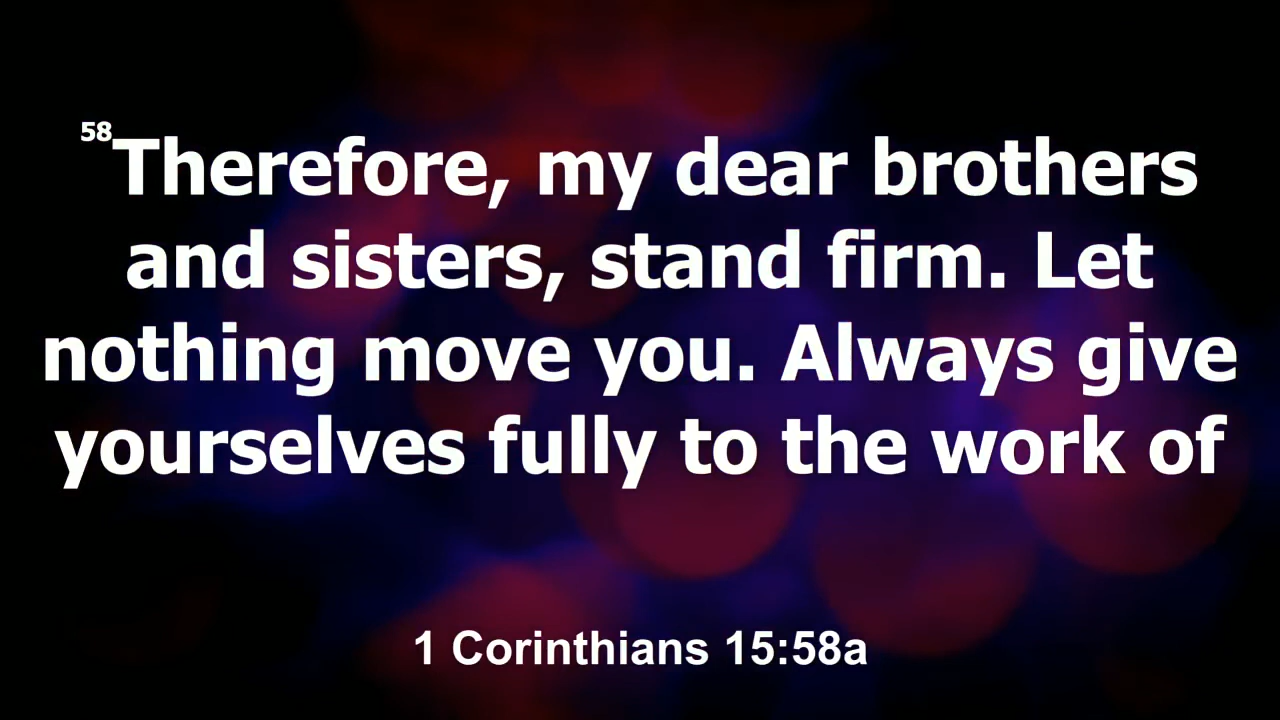 58Therefore, my dear brothers
and sisters, stand firm. Let
nothing move you. Always give
yourselves fully to the work of
1 Corinthians 15:58a